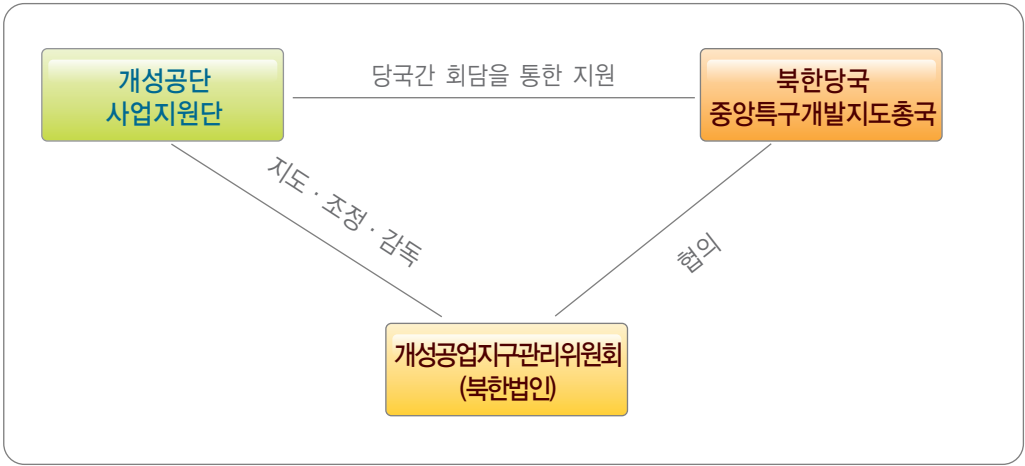 개성공단
사업지원단
당국간 회담을 통한 지원
북한당국
중앙특구개발지도총국
지도 · 조정 · 감독
협의
개성공업지구관리위원회
(북한법인)